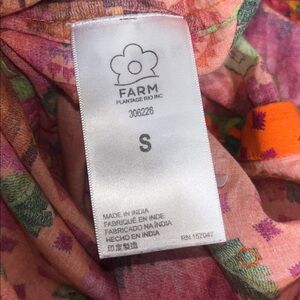 FARM
PLANTAGE RIO INC
306226
S
MADE IN INDIA
FABRIQUÉ EN INDE
FABRICADO NA ÍNDIA
HECHO EN INDIA
印度製造
RN 157047